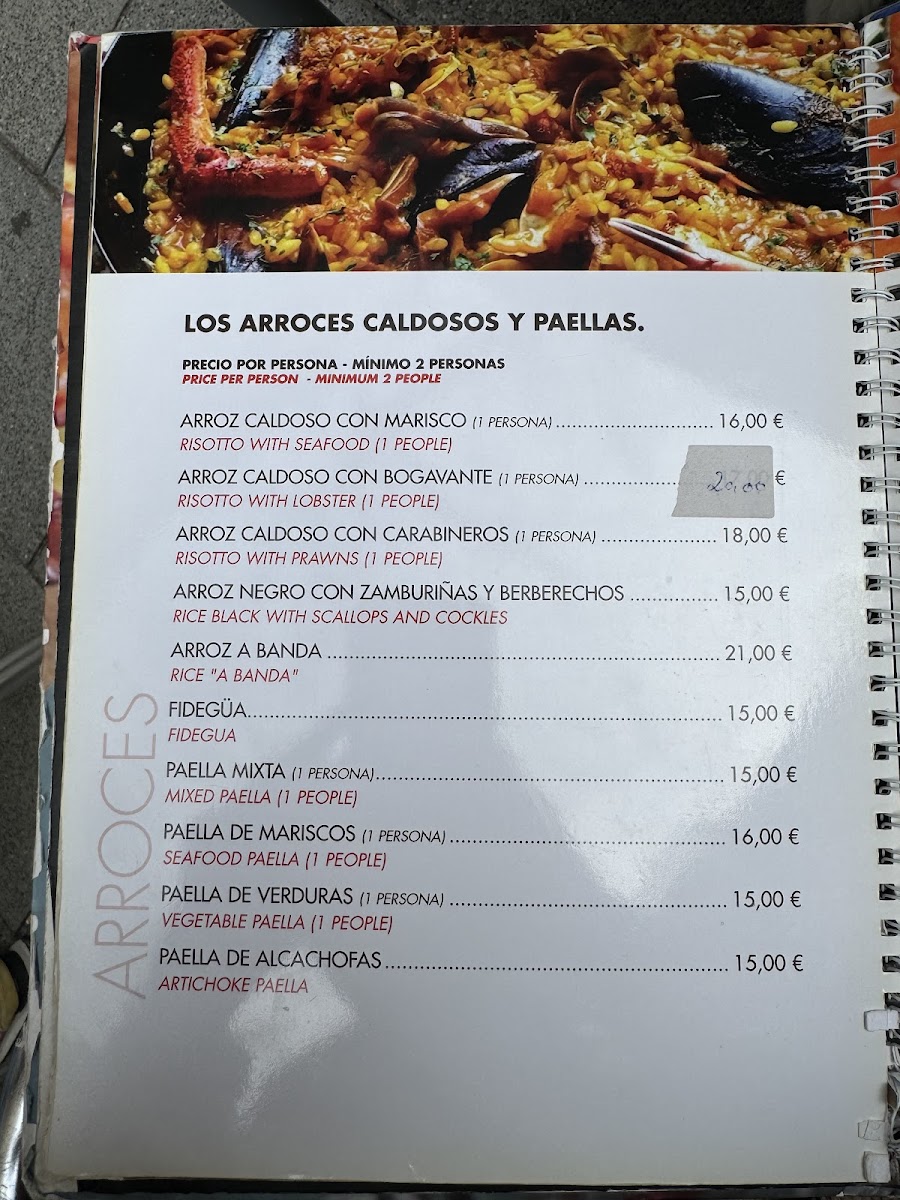 LOS ARROCES CALDOSOS Y PAELLAS.
PRECIO POR PERSONA - MÍNIMO 2 PERSONAS
PRICE PER PERSON - MINIMUM 2 PEOPLE
ARROZ CALDOSO CON MARISCO (1 PERSONA) ............................ 16,00 €
RISOTTO WITH SEAFOOD (1 PEOPLE)
ARROZ CALDOSO CON BOGAVANTE (1 PERSONA) ................. 20,00 €
RISOTTO WITH LOBSTER (1 PEOPLE)
ARROZ CALDOSO CON CARABINEROS (1 PERSONA) ..................... 18,00 €
RISOTTO WITH PRAWNS (1 PEOPLE)
ARROZ NEGRO CON ZAMBURIÑAS Y BERBERECHOS ................ 15,00 €
RICE BLACK WITH SCALLOPS AND COCKLES
ARROZ A BANDA ..................................................................... 21,00 €
RICE "A BANDA"
FIDEGÜA.................................................................................... 15,00 €
FIDEGUA
PAELLA MIXTA (1 PERSONA)............................................................. 15,00 €
MIXED PAELLA (1 PEOPLE)
PAELLA DE MARISCOS (1 PERSONA) ................................................ 16,00 €
SEAFOOD PAELLA (1 PEOPLE)
PAELLA DE VERDURAS (1 PERSONA) ................................................. 15,00 €
VEGETABLE PAELLA (1 PEOPLE)
PAELLA DE ALCACHOFAS............................................................. 15,00 €
ARTICHOKE PAELLA
ARROCES